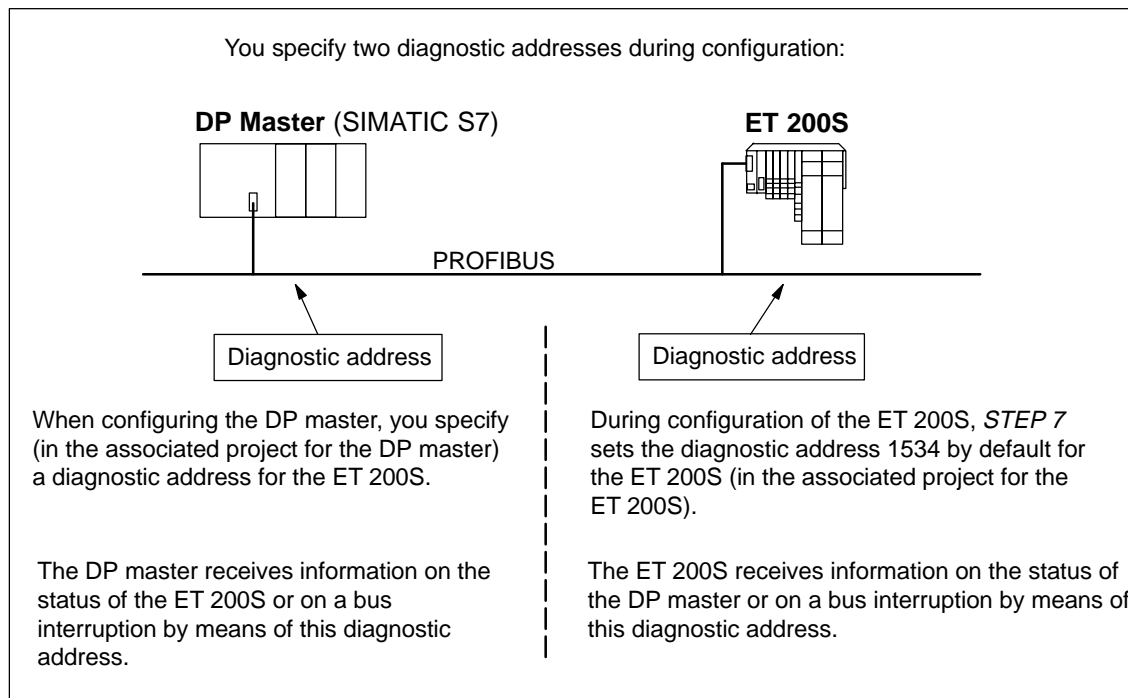 You specify two diagnostic addresses during configuration:
DP Master (SIMATIC S7)
ET 200S
PROFIBUS
Diagnostic address
Diagnostic address
When configuring the DP master, you specify
(in the associated project for the DP master)
a diagnostic address for the ET 200S.
The DP master receives information on the
status of the ET 200S or on a bus
interruption by means of this diagnostic
address.
During configuration of the ET 200S, STEP 7
sets the diagnostic address 1534 by default for
the ET 200S (in the associated project for the
ET 200S).
The ET 200S receives information on the status of
the DP master or on a bus interruption by means of
this diagnostic address.